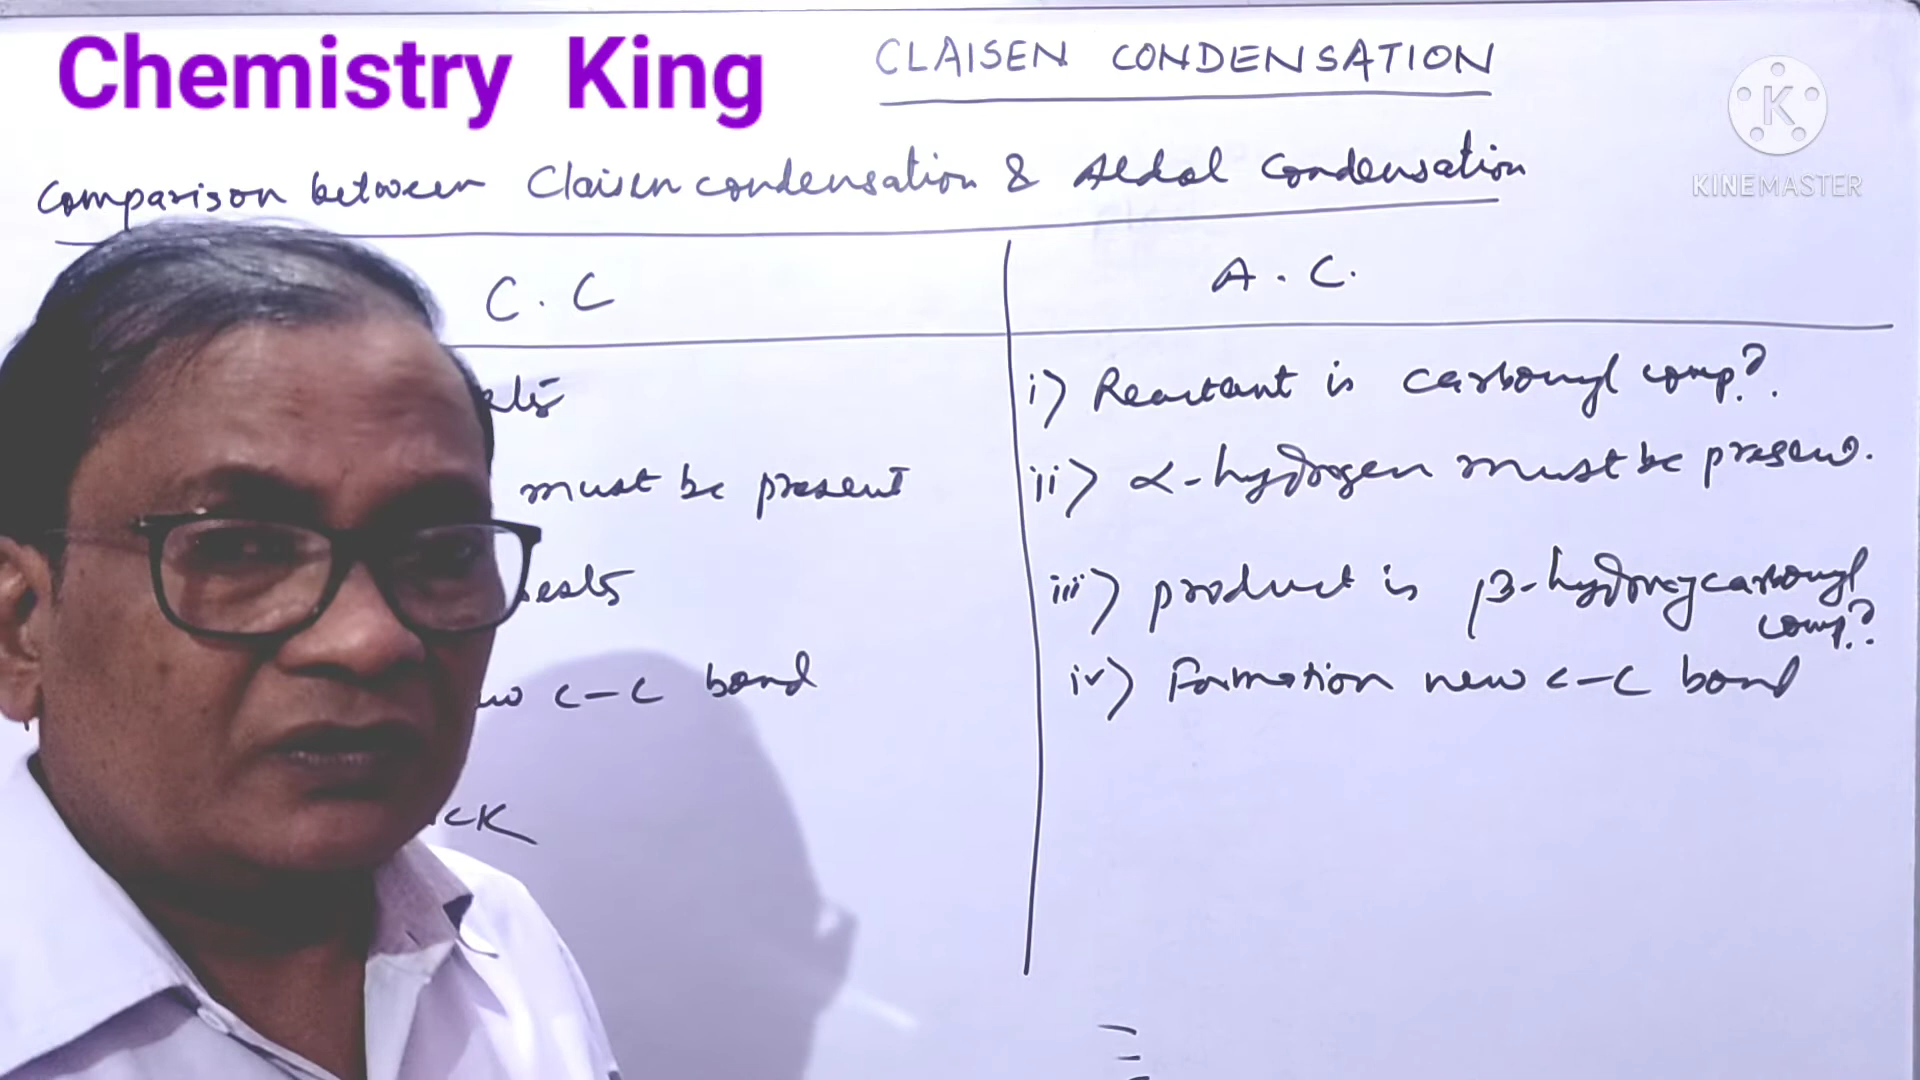 Chemistry King
CLAISEN CONDENSATION
K
KINEMASTER
Comparison between Claisen condensation & Aldol Condensation
C. C
A. C.
i) Reactant is carbonyl comp?.
must be present
ii) α-hydrogen must be present.
iii) product is β-hydroxycarbonyl
comp?.
c-c bond
iv) Formation new c-c bond